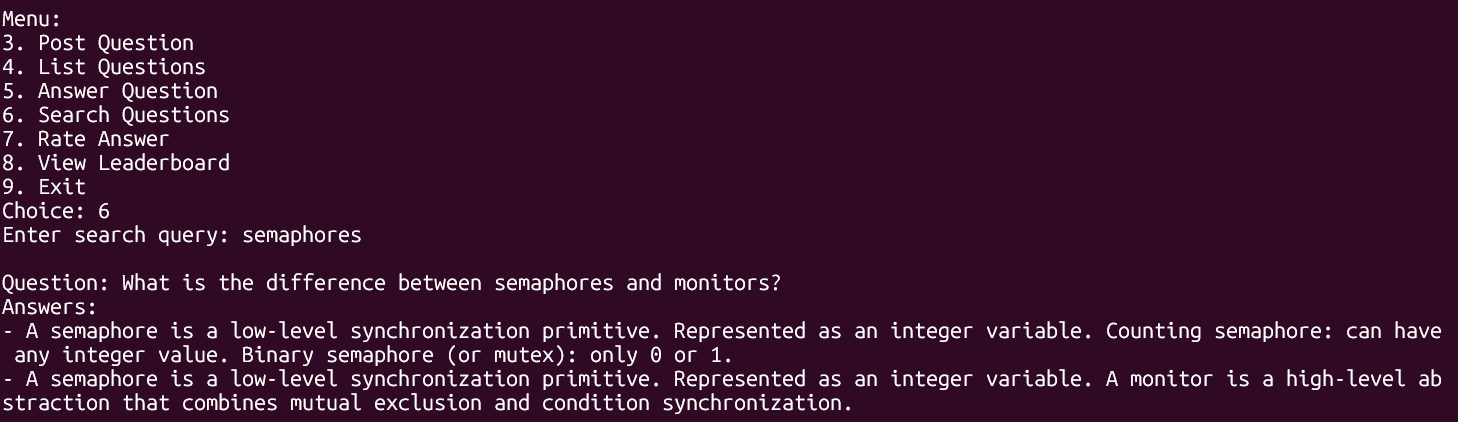 Menu:
3. Post Question
4. List Questions
5. Answer Question
6. Search Questions
7. Rate Answer
8. View Leaderboard
9. Exit
Choice: 6
Enter search query: semaphores
Question: What is the difference between semaphores and monitors?
Answers:
- A semaphore is a low-level synchronization primitive. Represented as an integer variable. Counting semaphore: can have
any integer value. Binary semaphore (or mutex): only 0 or 1.
- A semaphore is a low-level synchronization primitive. Represented as an integer variable. A monitor is a high-level ab
straction that combines mutual exclusion and condition synchronization.